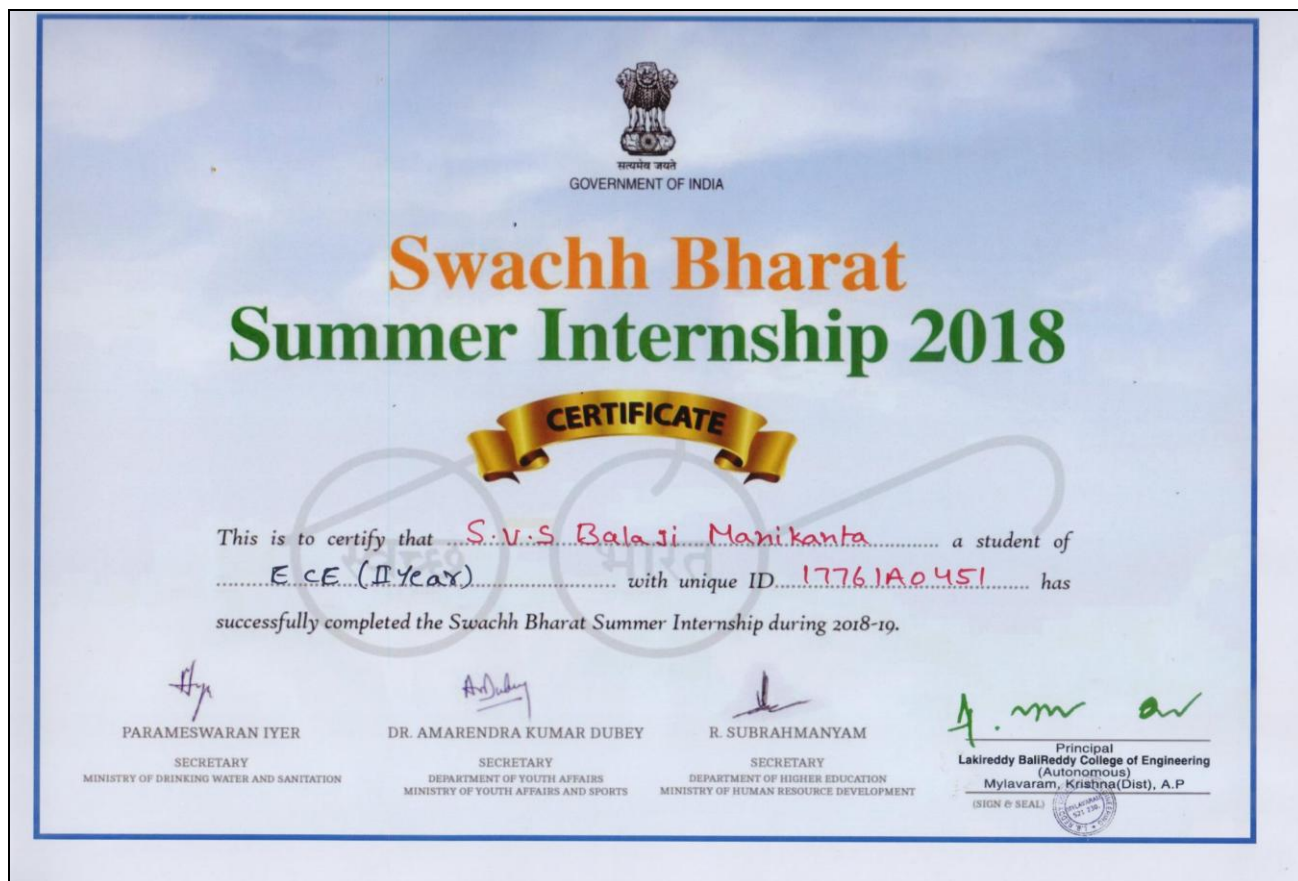 सत्यमेव जयते
GOVERNMENT OF INDIA
Swachh Bharat
Summer Internship 2018
CERTIFICATE
स्वच्छ भारत
This is to certify that S.V.S Balaji Manikanta a student of
ECE (II Year) with unique ID 17761A0451 has
successfully completed the Swachh Bharat Summer Internship during 2018-19.
PARAMESWARAN IYER
SECRETARY
MINISTRY OF DRINKING WATER AND SANITATION
DR. AMARENDRA KUMAR DUBEY
SECRETARY
DEPARTMENT OF YOUTH AFFAIRS
MINISTRY OF YOUTH AFFAIRS AND SPORTS
R. SUBRAHMANYAM
SECRETARY
DEPARTMENT OF HIGHER EDUCATION
MINISTRY OF HUMAN RESOURCE DEVELOPMENT
Principal
Lakireddy BaliReddy College of Engineering
(Autonomous)
Mylavaram, Krishna(Dist), A.P
(SIGN & SEAL)